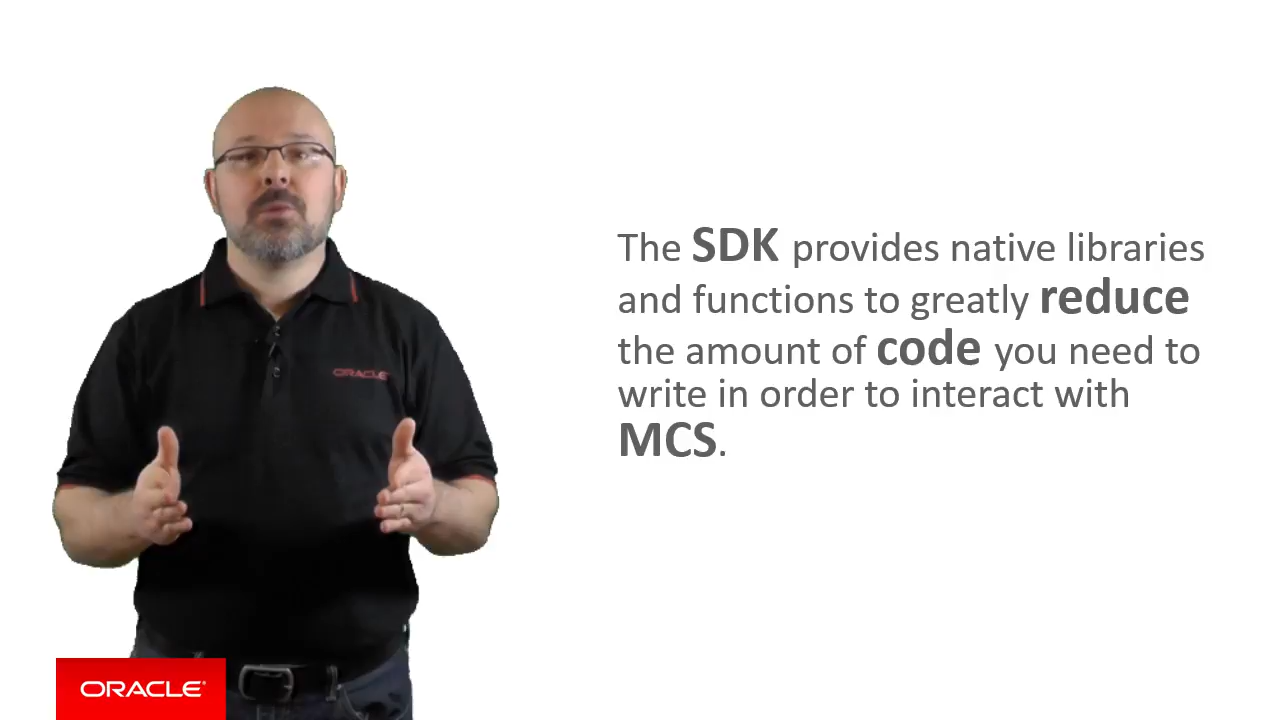 The SDK provides native libraries
and functions to greatly reduce
the amount of code you need to
write in order to interact with
MCS.
ORACLE
ORACLE®